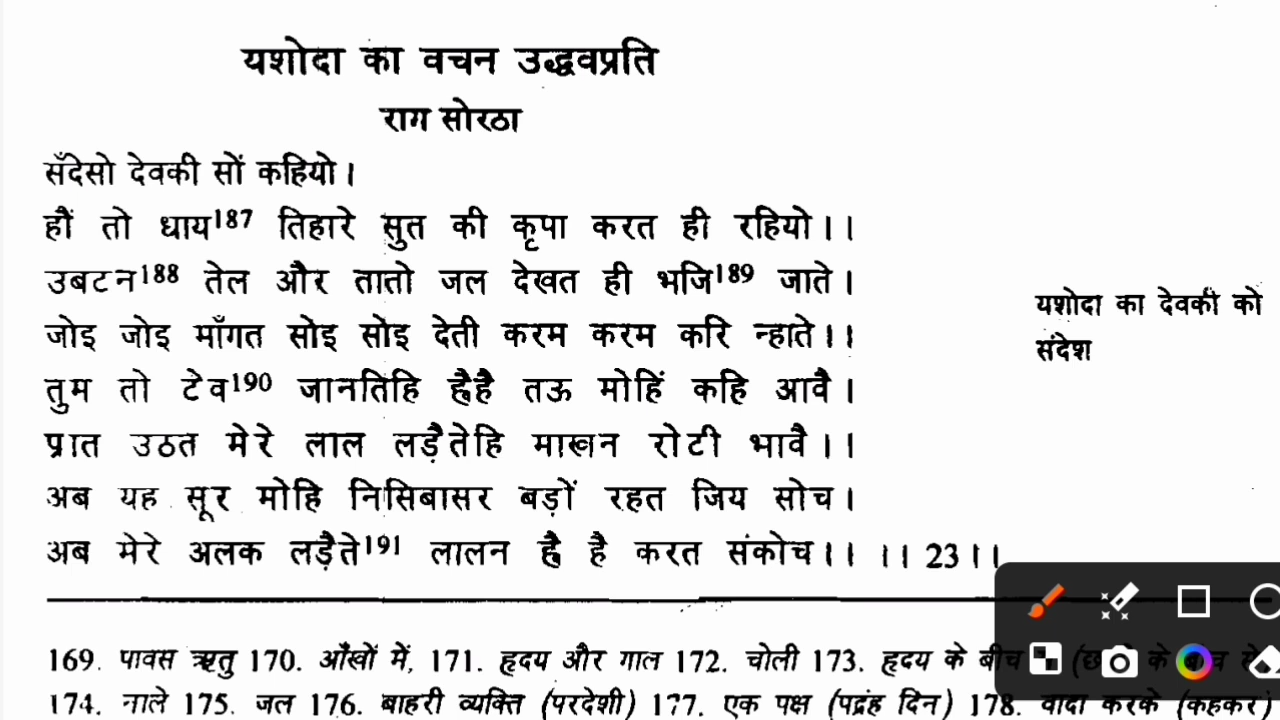 यशोदा का वचन उद्धवप्रति
राग सोरठा
सँदेसो देवकी सों कहियो।
हौं तो धाय187 तिहारे सुत की कृपा करत ही रहियो।।
उबटन188 तेल और तातो जल देखत ही भजि189 जाते।
जोइ जोइ माँगत सोइ सोइ देती करम करम करि न्हाते।।
तुम तो टेव190 जानतिहि ह्वैहै तऊ मोहिं कहि आवै।
प्रात उठत मेरे लाल लड़ैतेहि माखन रोटी भावै।।
अब यह सूर मोहि निसिबासर बड़ों रहत जिय सोच।
अब मेरे अलक लड़ैते191 लालन ह्वै है करत संकोच।। ।।23।।
यशोदा का देवकी को
संदेश
169. पावस ऋतु 170. आँखों में, 171. हृदय और गाल 172. चोली 173. हृदय के बीच
174. नाले 175. जल 176. बाहरी व्यक्ति (परदेशी) 177. एक पक्ष (पद्रंह दिन) 178. वादा करके (कहकर)